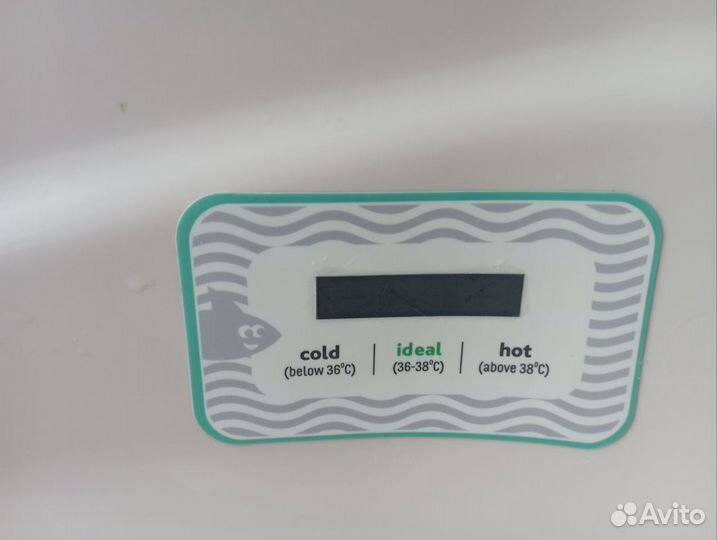 cold | ideal | hot
(below 36°C) (36-38°C) (above 38°C)
Avito